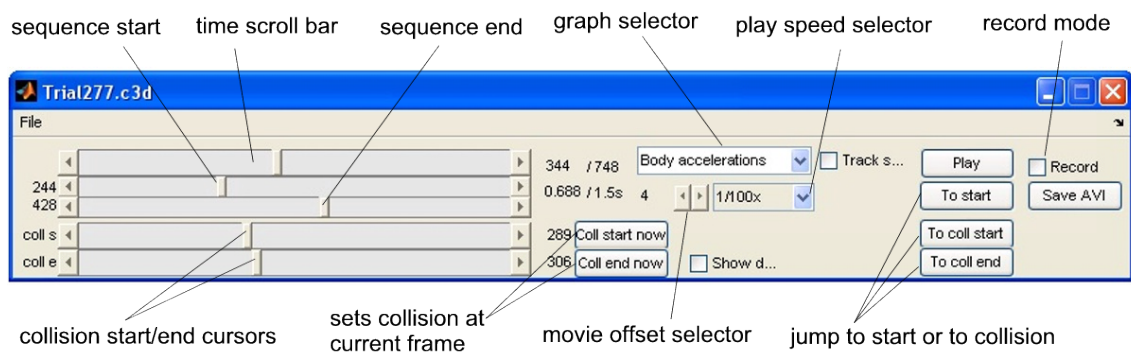 sequence start time scroll bar sequence end graph selector play speed selector record mode
Trial277.c3d
File
344 / 748 Body accelerations Track s... Play Record
244 0.688 / 1.5s 4 1/100x To start Save AVI
428
coll s 289 Coll start now To coll start
coll e 306 Coll end now Show d... To coll end
collision start/end cursors sets collision at current frame movie offset selector jump to start or to collision